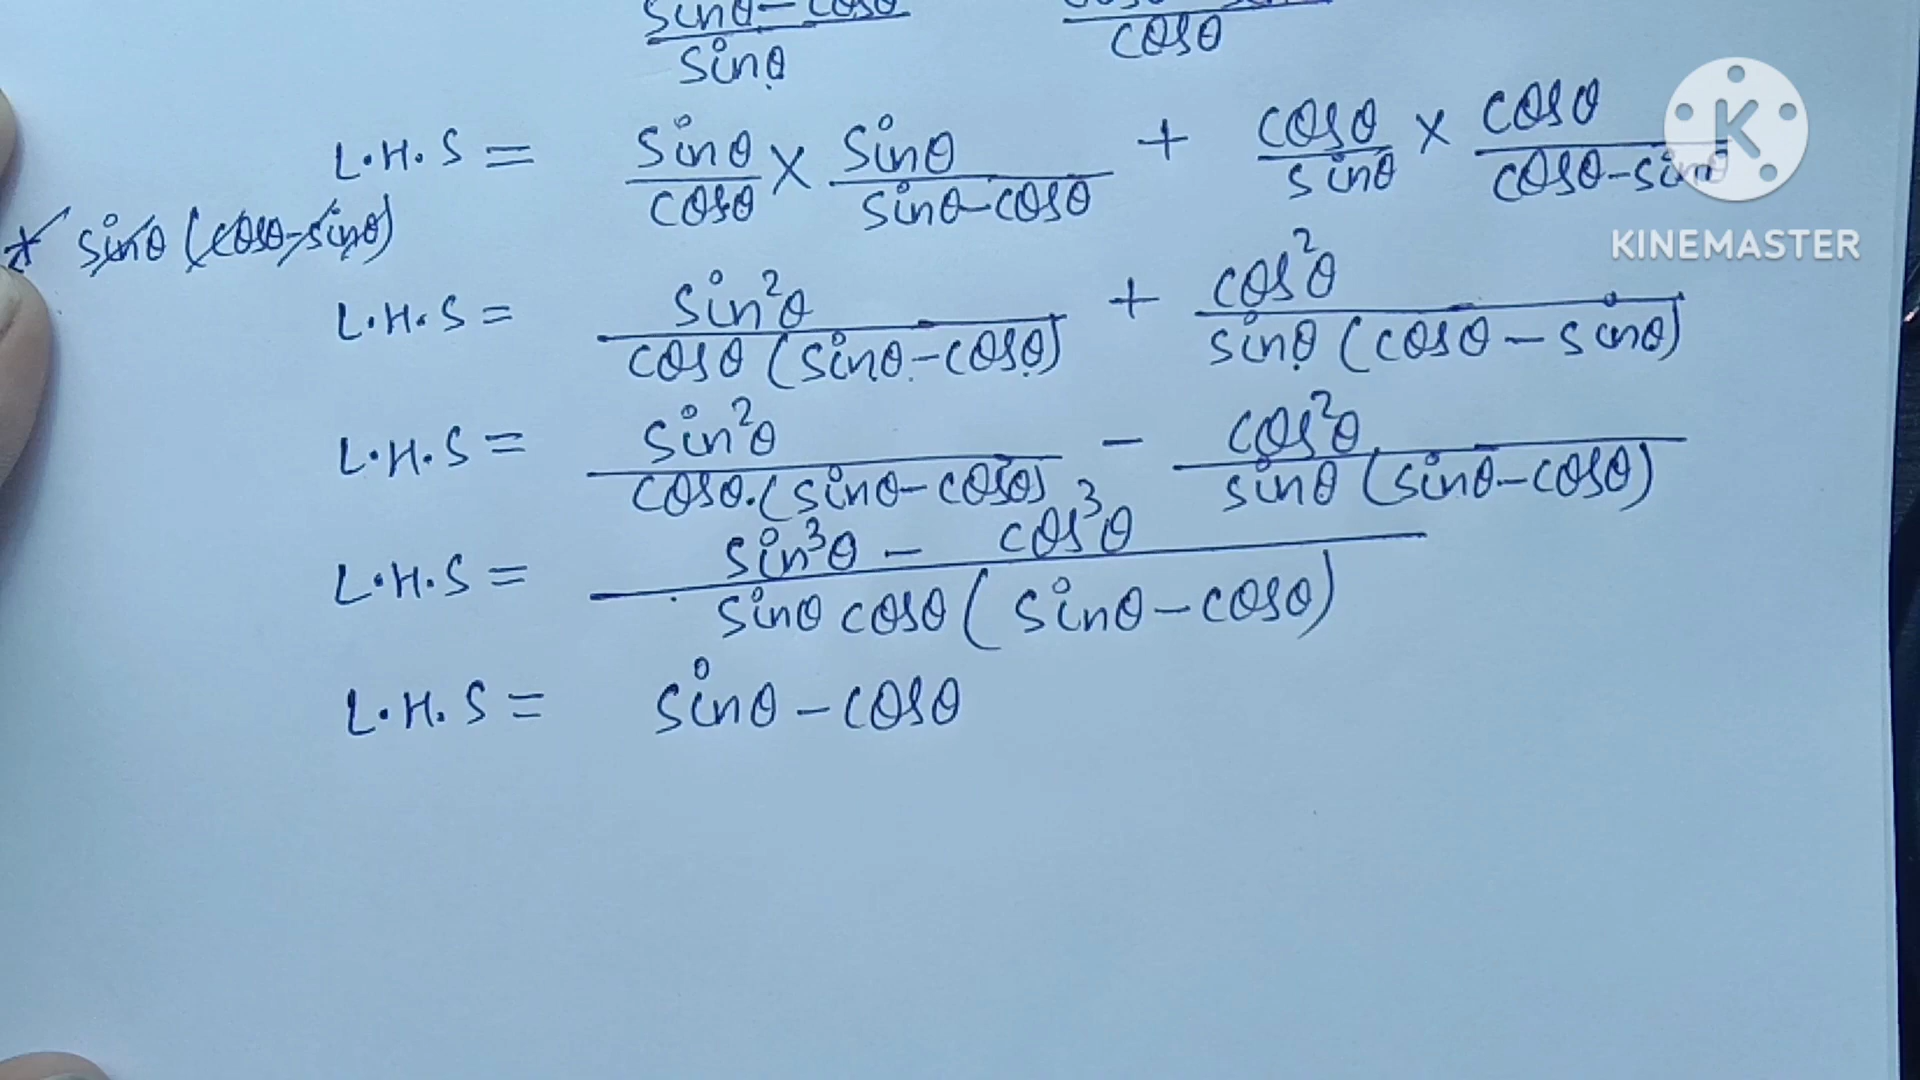 sinθ-cosθ
sinθ cosθ
L.H.S = sinθ/cosθ × sinθ/sinθ-cosθ + cosθ/sinθ × cosθ/cosθ-sinθ
* sinθ (cosθ-sinθ)
L.H.S = sin²θ/cosθ (sinθ-cosθ) + cos²θ/sinθ (cosθ-sinθ)
L.H.S = sin²θ/cosθ.(sinθ-cosθ) - cos²θ/sinθ (sinθ-cosθ)
L.H.S = sin³θ - cos³θ/sinθ cosθ (sinθ-cosθ)
L.H.S = sinθ-cosθ
KINEMASTER